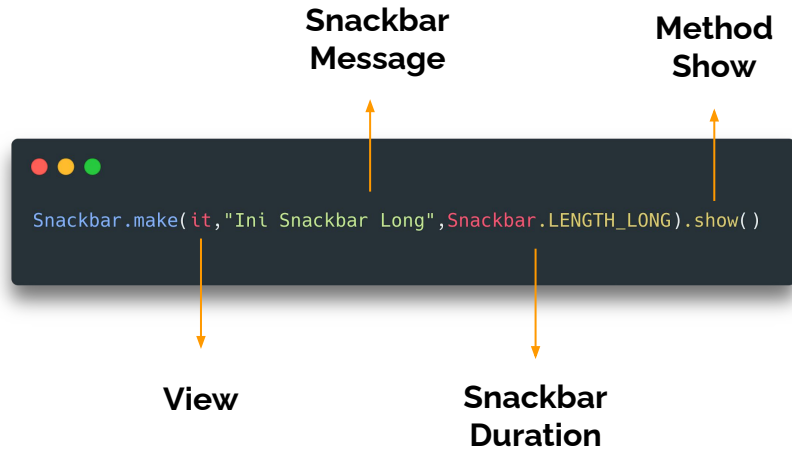 Snackbar
Message
Method
Show
Snackbar.make(it,"Ini Snackbar Long",Snackbar.LENGTH_LONG).show()
View
Snackbar
Duration